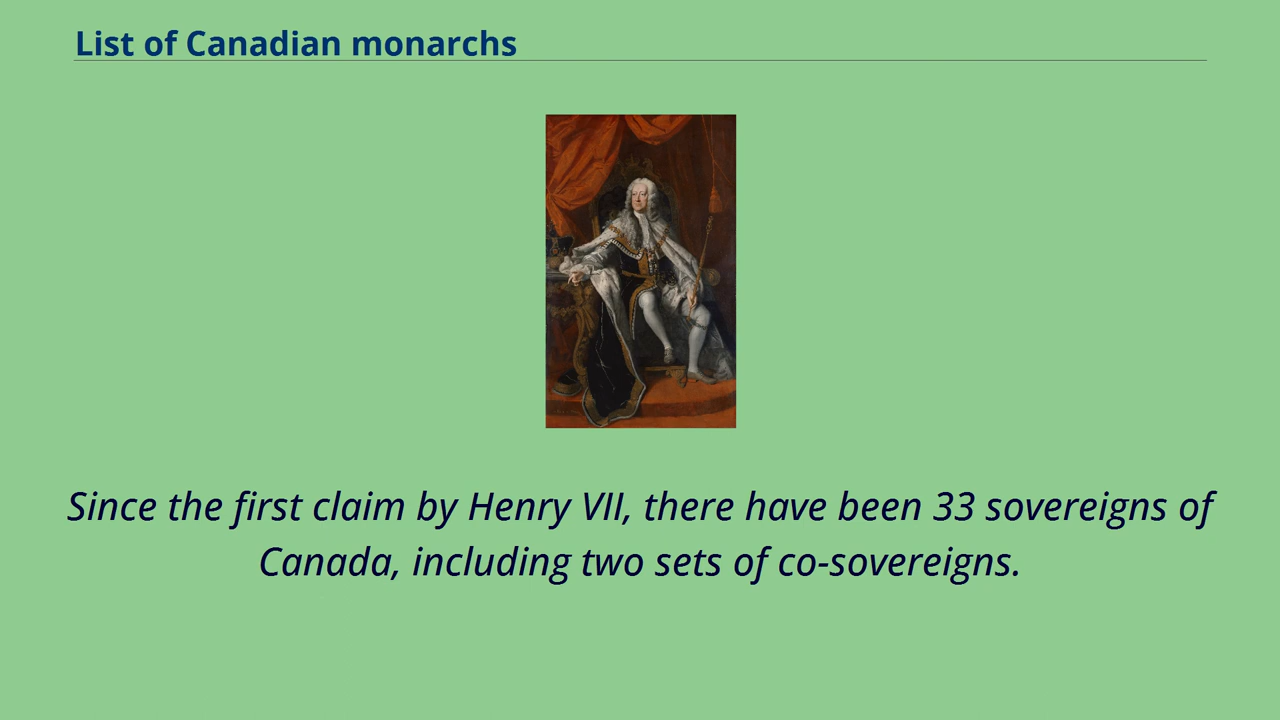 List of Canadian monarchs
Since the first claim by Henry VII, there have been 33 sovereigns of
Canada, including two sets of co-sovereigns.